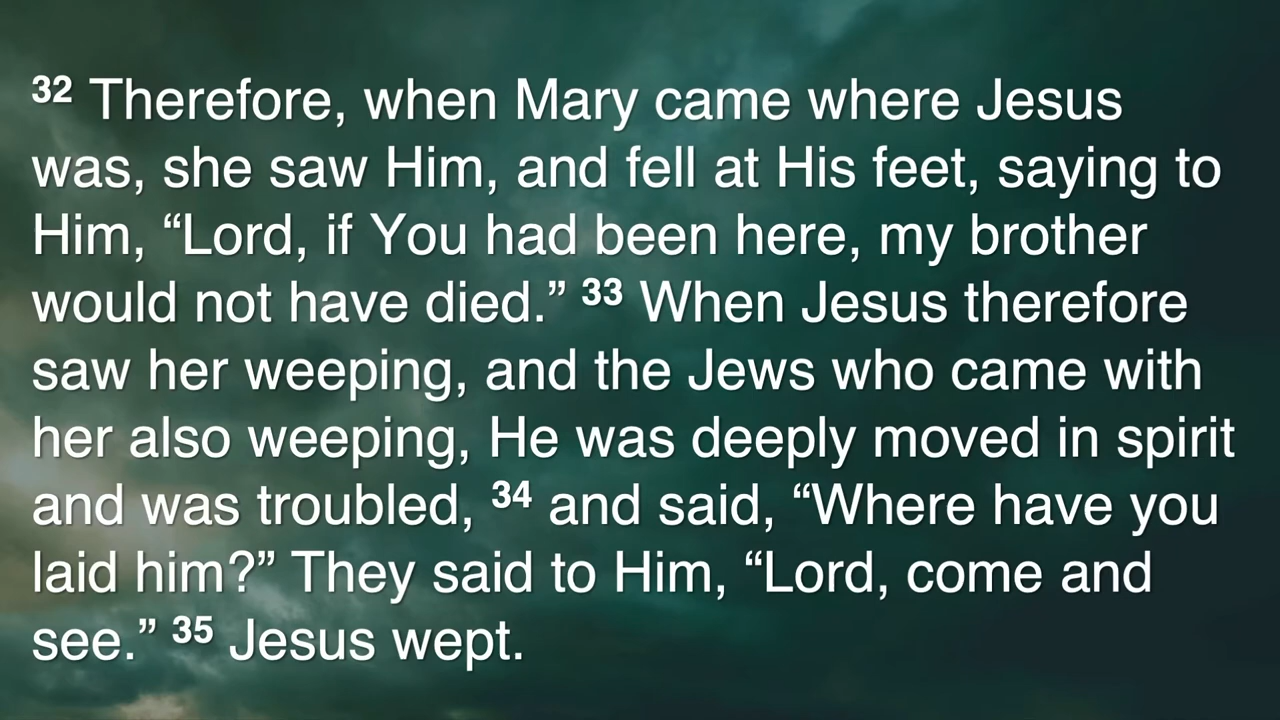 32 Therefore, when Mary came where Jesus
was, she saw Him, and fell at His feet, saying to
Him, “Lord, if You had been here, my brother
would not have died.” 33 When Jesus therefore
saw her weeping, and the Jews who came with
her also weeping, He was deeply moved in spirit
and was troubled, 34 and said, “Where have you
laid him?” They said to Him, “Lord, come and
see.” 35 Jesus wept.